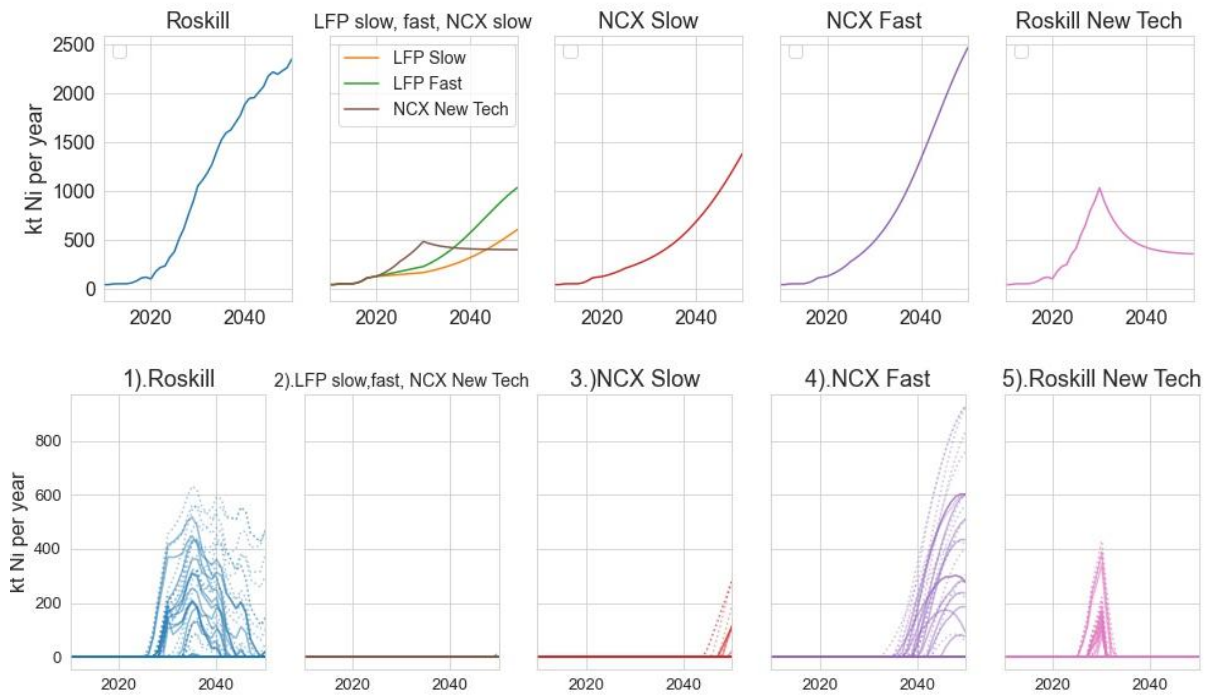 Roskill
LFP slow, fast, NCX slow
NCX Slow
NCX Fast
Roskill New Tech
kt Ni per year
2500
2000
1500
1000
500
0
LFP Slow
LFP Fast
NCX New Tech
2020 2040
2020 2040
2020 2040
2020 2040
2020 2040
1).Roskill
2).LFP slow,fast, NCX New Tech
3.)NCX Slow
4).NCX Fast
5).Roskill New Tech
kt Ni per year
800
600
400
200
0
2020 2040
2020 2040
2020 2040
2020 2040
2020 2040